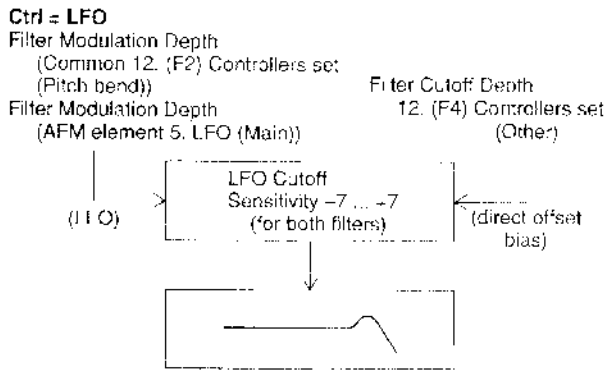 Ctrl = LFO
Filter Modulation Depth
(Common 12. (F2) Controllers set
(Pitch bend))
Filter Modulation Depth
(AFM element 5. LFO (Main))
Filter Cutoff Depth
12. (F4) Controllers set
(Other)
(LFO)
LFO Cutoff
Sensitivity –7 ... +7
(for both filters)
(direct offset
bias)